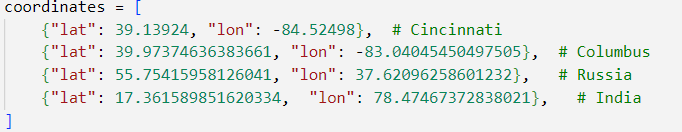 coordinates = [
    {"lat": 39.13924, "lon": -84.52498},  # Cincinnati
    {"lat": 39.97374636383661, "lon": -83.04045450497505},  # Columbus
    {"lat": 55.75415958126041, "lon": 37.62096258601232},  # Russia
    {"lat": 17.361589851620334,  "lon": 78.47467372838021},   # India
]